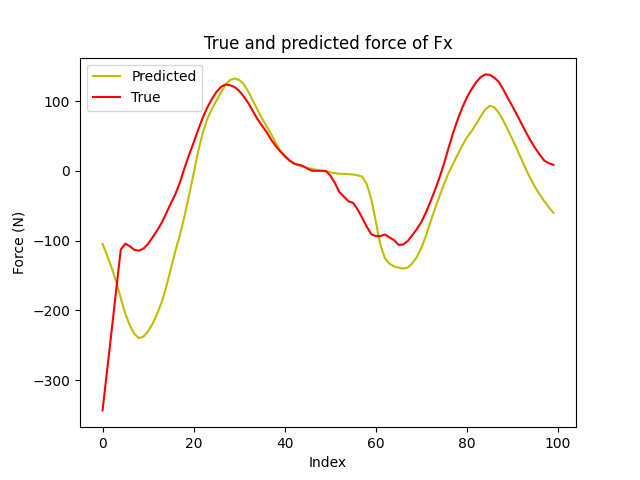 True and predicted force of Fx
Predicted
True
100
0
−100
−200
−300
Force (N)
0 20 40 60 80 100
Index